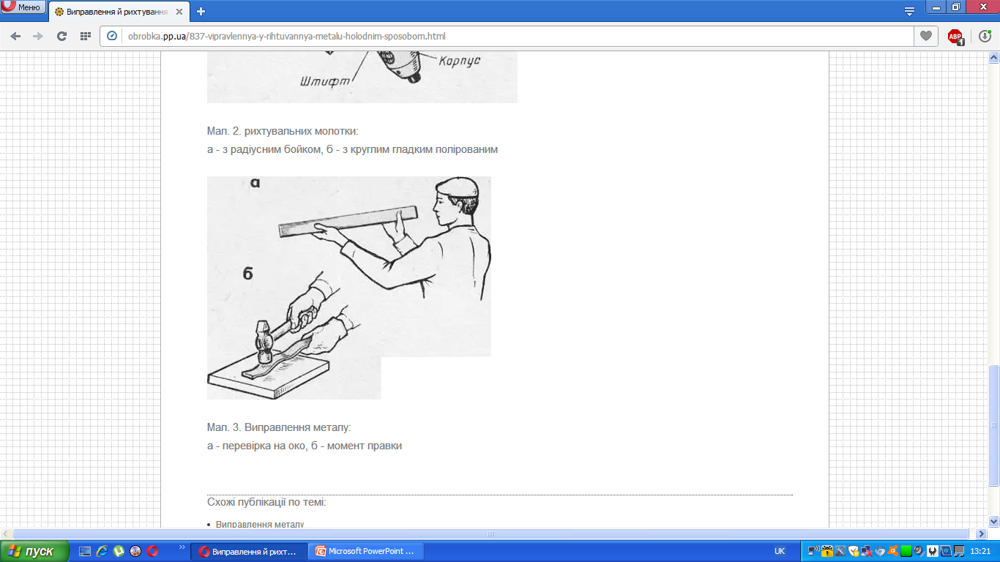 Меню
Виправлення й рихтування
obrobka.pp.ua/837-vipravlennya-y-rihtuvannya-metalu-holodnim-sposobom.html
ABP
1
Корпус
Штифт
Мал. 2. рихтувальних молотки:
а - з радіусним бойком, б - з круглим гладким полірованим
а
б
Мал. 3. Виправлення металу:
а - перевірка на око, б - момент правки
Схожі публікації по темі:
Виправлення металу
пуск
Виправлення й рихт...
Microsoft PowerPoint ...
UK
13:21